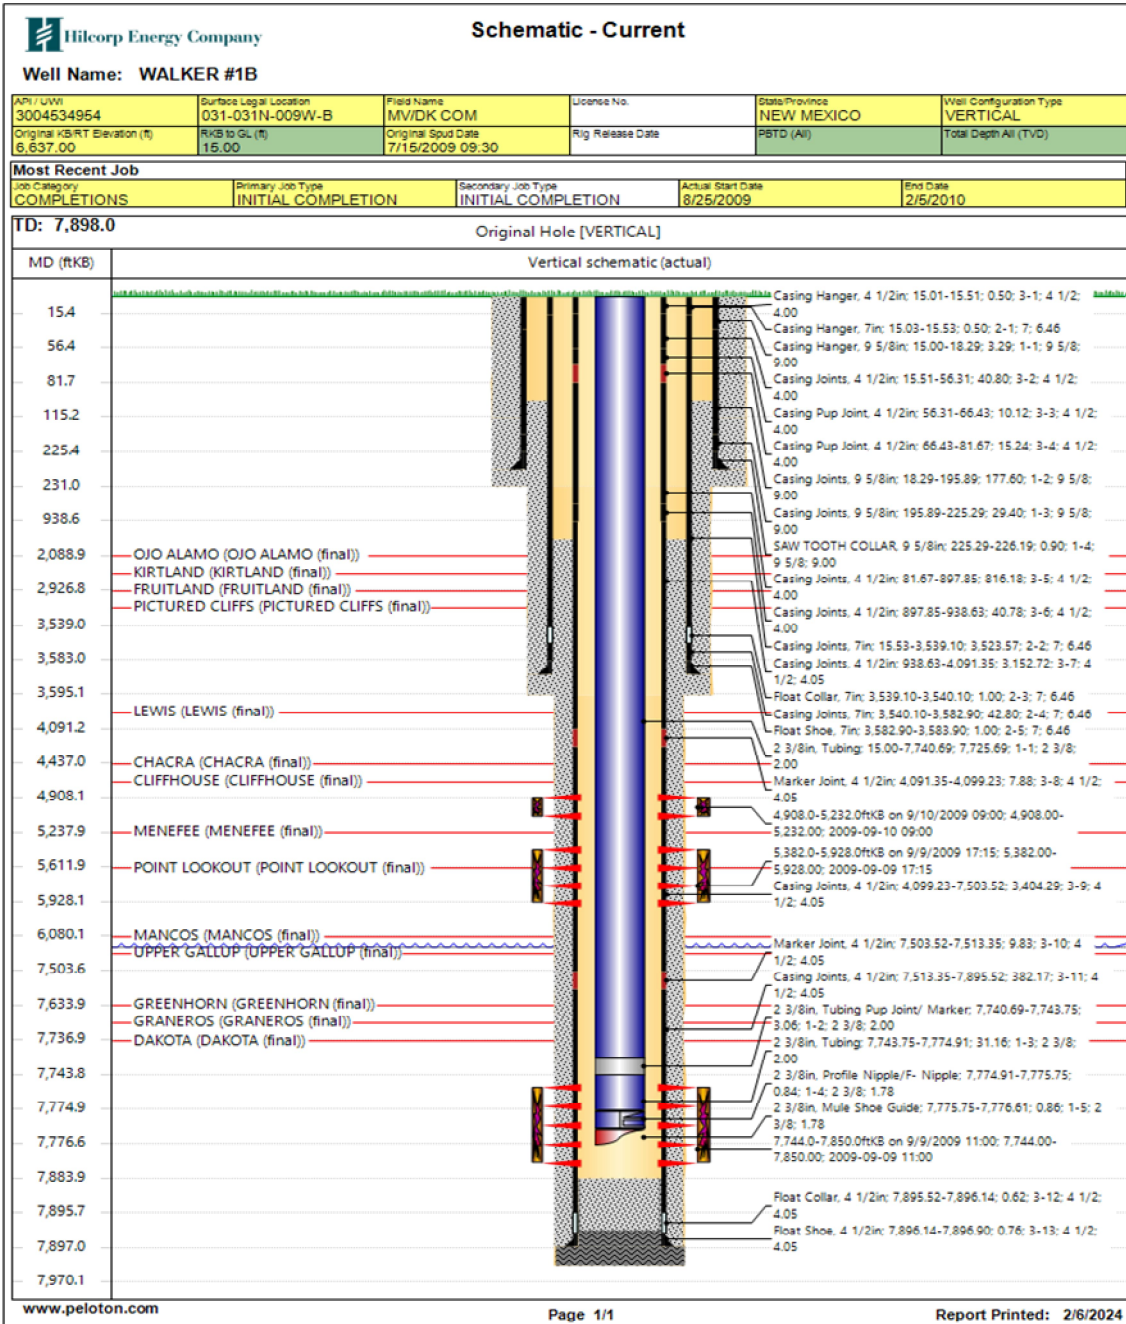 Hilcorp Energy Company
Schematic - Current
Well Name: WALKER #1B
API / UWI
3004534954
Surface Legal Location
031-031N-009W-B
Field Name
MV/DK COM
License No.
State/Province
NEW MEXICO
Well Configuration Type
VERTICAL
Original KB/RT Elevation (ft)
6,637.00
RKB to GL (ft)
15.00
Original Spud Date
7/15/2009 09:30
Rig Release Date
PBTD (All)
Total Depth All (TVD)
Most Recent Job
Job Category
COMPLETIONS
Primary Job Type
INITIAL COMPLETION
Secondary Job Type
INITIAL COMPLETION
Actual Start Date
8/25/2009
End Date
2/5/2010
TD: 7,898.0
Original Hole [VERTICAL]
MD (ftKB)
Vertical schematic (actual)
15.4
56.4
81.7
115.2
225.4
231.0
938.6
2,088.9
2,926.8
3,539.0
3,583.0
3,595.1
4,091.2
4,437.0
4,908.1
5,237.9
5,611.9
5,928.1
6,080.1
7,503.6
7,633.9
7,736.9
7,743.8
7,774.9
7,776.6
7,883.9
7,895.7
7,897.0
7,970.1
OJO ALAMO (OJO ALAMO (final))
KIRTLAND (KIRTLAND (final))
FRUITLAND (FRUITLAND (final))
PICTURED CLIFFS (PICTURED CLIFFS (final))
LEWIS (LEWIS (final))
CHACRA (CHACRA (final))
CLIFFHOUSE (CLIFFHOUSE (final))
MENEFEE (MENEFEE (final))
POINT LOOKOUT (POINT LOOKOUT (final))
MANCOS (MANCOS (final))
UPPER GALLUP (UPPER GALLUP (final))
GREENHORN (GREENHORN (final))
GRANEROS (GRANEROS (final))
DAKOTA (DAKOTA (final))
Casing Hanger, 4 1/2in; 15.01-15.51; 0.50; 3-1; 4 1/2;
4.00
Casing Hanger, 7in; 15.03-15.53; 0.50; 2-1; 7; 6.46
Casing Hanger, 9 5/8in; 15.00-18.29; 3.29; 1-1; 9 5/8;
9.00
Casing Joints, 4 1/2in; 15.51-56.31; 40.80; 3-2; 4 1/2;
4.00
Casing Pup Joint, 4 1/2in; 56.31-66.43; 10.12; 3-3; 4 1/2;
4.00
Casing Pup Joint, 4 1/2in; 66.43-81.67; 15.24; 3-4; 4 1/2;
4.00
Casing Joints, 9 5/8in; 18.29-195.89; 177.60; 1-2; 9 5/8;
9.00
Casing Joints, 9 5/8in; 195.89-225.29; 29.40; 1-3; 9 5/8;
9.00
SAW TOOTH COLLAR, 9 5/8in; 225.29-226.19; 0.90; 1-4;
9 5/8; 9.00
Casing Joints, 4 1/2in; 81.67-897.85; 816.18; 3-5; 4 1/2;
4.00
Casing Joints, 4 1/2in; 897.85-938.63; 40.78; 3-6; 4 1/2;
4.00
Casing Joints, 7in; 15.53-3,539.10; 3,523.57; 2-2; 7; 6.46
Casing Joints, 4 1/2in; 938.63-4,091.35; 3,152.72; 3-7; 4
1/2; 4.05
Float Collar, 7in; 3,539.10-3,540.10; 1.00; 2-3; 7; 6.46
Casing Joints, 7in; 3,540.10-3,582.90; 42.80; 2-4; 7; 6.46
Float Shoe, 7in; 3,582.90-3,583.90; 1.00; 2-5; 7; 6.46
2 3/8in, Tubing; 15.00-7,740.69; 7,725.69; 1-1; 2 3/8;
2.00
Marker Joint, 4 1/2in; 4,091.35-4,099.23; 7.88; 3-8; 4 1/2;
4.05
4,908.0-5,232.0ftKB on 9/10/2009 09:00; 4,908.00-
5,232.00; 2009-09-10 09:00
5,382.0-5,928.0ftKB on 9/9/2009 17:15; 5,382.00-
5,928.00; 2009-09-09 17:15
Casing Joints, 4 1/2in; 4,099.23-7,503.52; 3,404.29; 3-9; 4
1/2; 4.05
Marker Joint, 4 1/2in; 7,503.52-7,513.35; 9.83; 3-10; 4
1/2; 4.05
Casing Joints, 4 1/2in; 7,513.35-7,895.52; 382.17; 3-11; 4
1/2; 4.05
2 3/8in, Tubing Pup Joint/ Marker; 7,740.69-7,743.75;
3.06; 1-2; 2 3/8; 2.00
2 3/8in, Tubing; 7,743.75-7,774.91; 31.16; 1-3; 2 3/8;
2.00
2 3/8in, Profile Nipple/F- Nipple; 7,774.91-7,775.75;
0.84; 1-4; 2 3/8; 1.78
2 3/8in, Mule Shoe Guide; 7,775.75-7,776.61; 0.86; 1-5; 2
3/8; 1.78
7,744.0-7,850.0ftKB on 9/9/2009 11:00; 7,744.00-
7,850.00; 2009-09-09 11:00
Float Collar, 4 1/2in; 7,895.52-7,896.14; 0.62; 3-12; 4 1/2;
4.05
Float Shoe, 4 1/2in; 7,896.14-7,896.90; 0.76; 3-13; 4 1/2;
4.05
www.peloton.com
Page 1/1
Report Printed: 2/6/2024